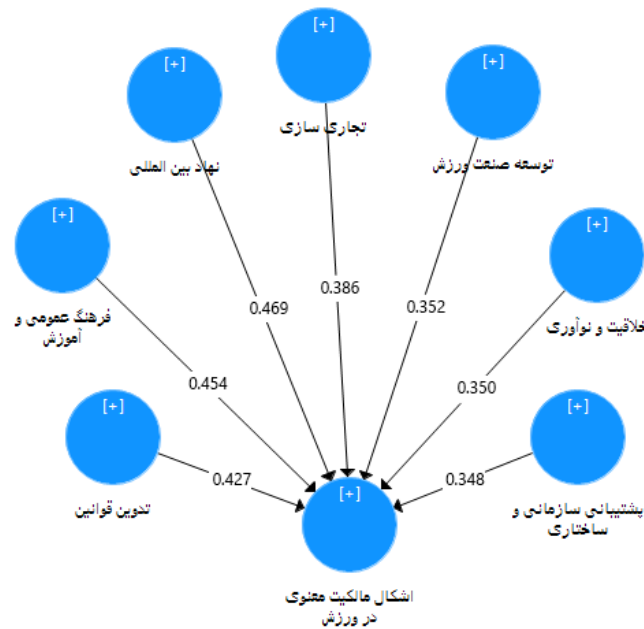 [+]
تجاری سازی
[+]
توسعه صنعت ورزش
[+]
نهاد بین المللی
[+]
خلاقیت و نوآوری
[+]
فرهنگ عمومی و
آموزش
0.469
0.386
0.352
0.350
0.454
[+]
پشتیبانی سازمانی و
ساختاری
[+]
تدوین قوانین
0.427
0.348
[+]
اشکال مالکیت معنوی
در ورزش